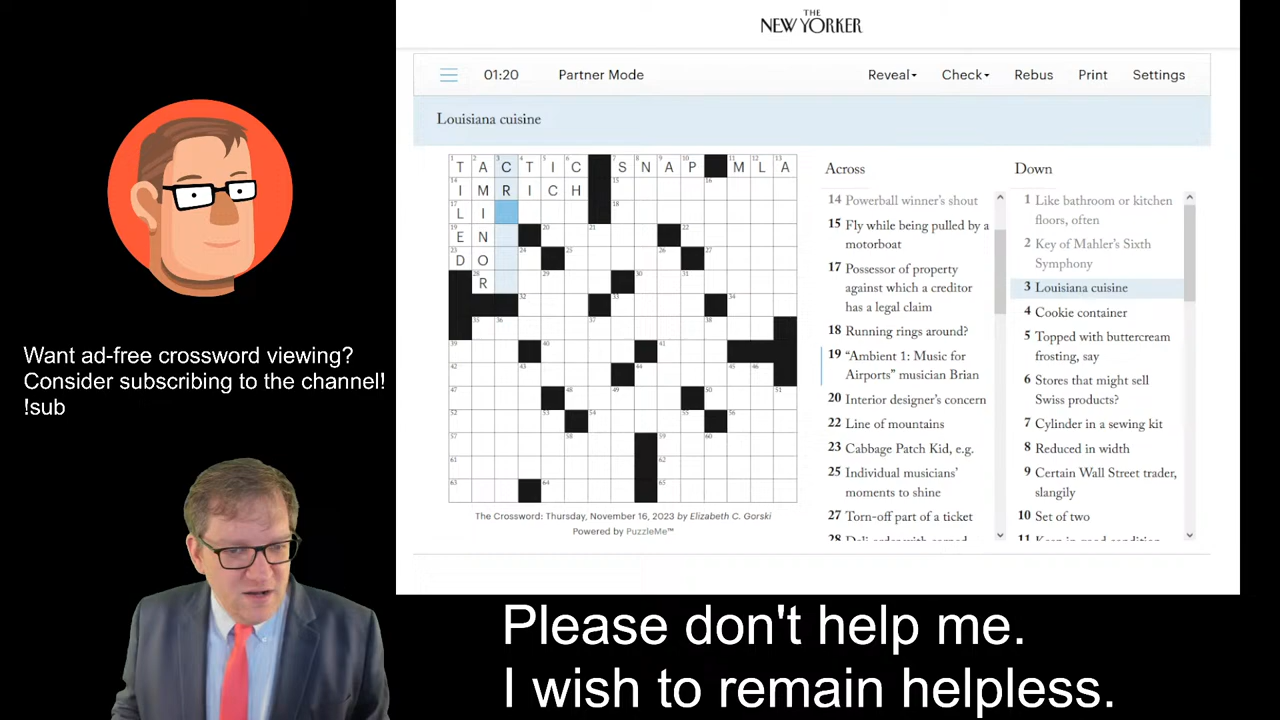 THE
NEW YORKER
01:20 Partner Mode Reveal Check Rebus Print Settings
Louisiana cuisine
T A C T I C S N A P M L A
I M R I C H
L I
E N
D O
R
Across
14 Powerball winner's shout
15 Fly while being pulled by a
motorboat
17 Possessor of property
against which a creditor
has a legal claim
18 Running rings around?
19 “Ambient 1: Music for
Airports” musician Brian
20 Interior designer's concern
22 Line of mountains
23 Cabbage Patch Kid, e.g.
25 Individual musicians'
moments to shine
27 Torn-off part of a ticket
Down
1 Like bathroom or kitchen
floors, often
2 Key of Mahler's Sixth
Symphony
3 Louisiana cuisine
4 Cookie container
5 Topped with buttercream
frosting, say
6 Stores that might sell
Swiss products?
7 Cylinder in a sewing kit
8 Reduced in width
9 Certain Wall Street trader,
slangily
10 Set of two
The Crossword: Thursday, November 16, 2023 by Elizabeth C. Gorski
Powered by PuzzleMe™
Want ad-free crossword viewing?
Consider subscribing to the channel!
!sub
Please don't help me.
I wish to remain helpless.